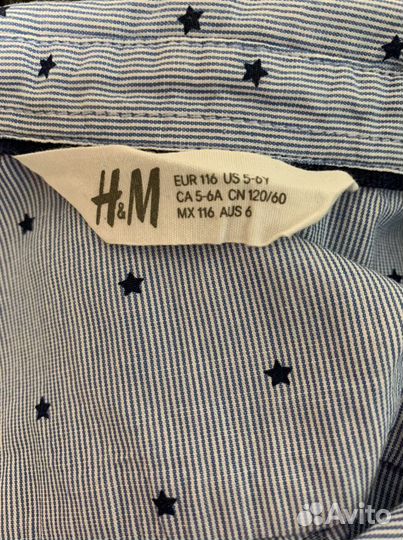 H&M
EUR 116 US 5-6Y
CA 5-6A CN 120/60
MX 116 AUS 6
Avito